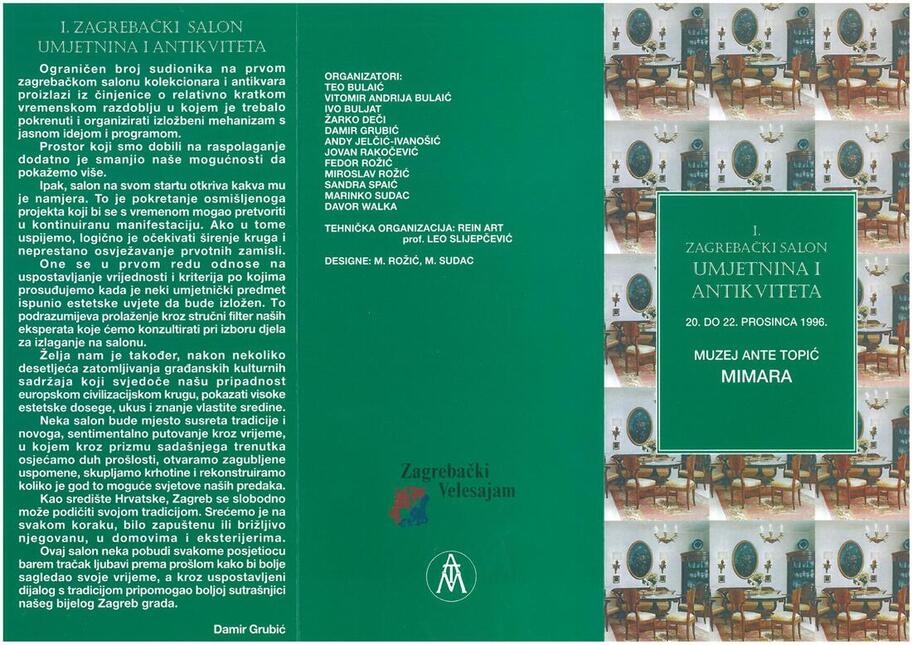 I. ZAGREBAČKI SALON
UMJETNINA I ANTIKVITETA
Ograničen broj sudionika na prvom
zagrebačkom salonu kolekcionara i antikvara
proizlazi iz činjenice o relativno kratkom
vremenskom razdoblju u kojem je trebalo
pokrenuti i organizirati izložbeni mehanizam s
jasnom idejom i programom.
Prostor koji smo dobili na raspolaganje
dodatno je smanjio naše mogućnosti da
pokažemo više.
Ipak, salon na svom startu otkriva kakva mu
je namjera. To je pokretanje osmišljenoga
projekta koji bi se s vremenom mogao pretvoriti
u kontinuiranu manifestaciju. Ako u tome
uspijemo, logično je očekivati širenje kruga i
neprestano osvježavanje prvotnih zamisli.
One se u prvom redu odnose na
uspostavljanje vrijednosti i kriterija po kojima
prosuđujemo kada je neki umjetnički predmet
ispunio estetske uvjete da bude izložen. To
podrazumijeva prolaženje kroz stručni filter naših
eksperata koje ćemo konzultirati pri izboru djela
za izlaganje na salonu.
Želja nam je također, nakon nekoliko
desetljeća zatomljivanja građanskih kulturnih
sadržaja koji svjedoče našu pripadnost
europskom civilizacijskom krugu, pokazati visoke
estetske dosege, ukus i znanje vlastite sredine.
Neka salon bude mjesto susreta tradicije i
novoga, sentimentalno putovanje kroz vrijeme,
u kojem kroz prizmu sadašnjega trenutka
osjećamo duh prošlosti, otvaramo zagubljene
uspomene, skupljamo krhotine i rekonstruiramo
koliko je god to moguće svjetove naših predaka.
Kao središte Hrvatske, Zagreb se slobodno
može podičiti svojom tradicijom. Srećemo je na
svakom koraku, bilo zapuštenu ili brižljivo
njegovanu, u domovima i eksterijerima.
Ovaj salon neka pobudi svakome posjetiocu
barem tračak ljubavi prema prošlom kako bi bolje
sagledao svoje vrijeme, a kroz uspostavljeni
dijalog s tradicijom pripomogao boljoj sutrašnjici
našeg bijelog Zagreb grada.
Damir Grubić
ORGANIZATORI:
TEO BULAIĆ
VITOMIR ANDRIJA BULAIĆ
IVO BULJAT
ŽARKO DEČI
DAMIR GRUBIĆ
ANDY JELČIĆ-IVANOŠIĆ
JOVAN RAKOČEVIĆ
FEDOR ROŽIĆ
MIROSLAV ROŽIĆ
SANDRA SPAIĆ
MARINKO SUDAC
DAVOR WALKA
TEHNIČKA ORGANIZACIJA: REIN ART
prof. LEO SLIJEPČEVIĆ
DESIGNE: M. ROŽIĆ, M. SUDAC
Zagrebački
Velesajam
ATM
I.
ZAGREBAČKI SALON
UMJETNINA I
ANTIKVITETA
20. DO 22. PROSINCA 1996.
MUZEJ ANTE TOPIĆ
MIMARA